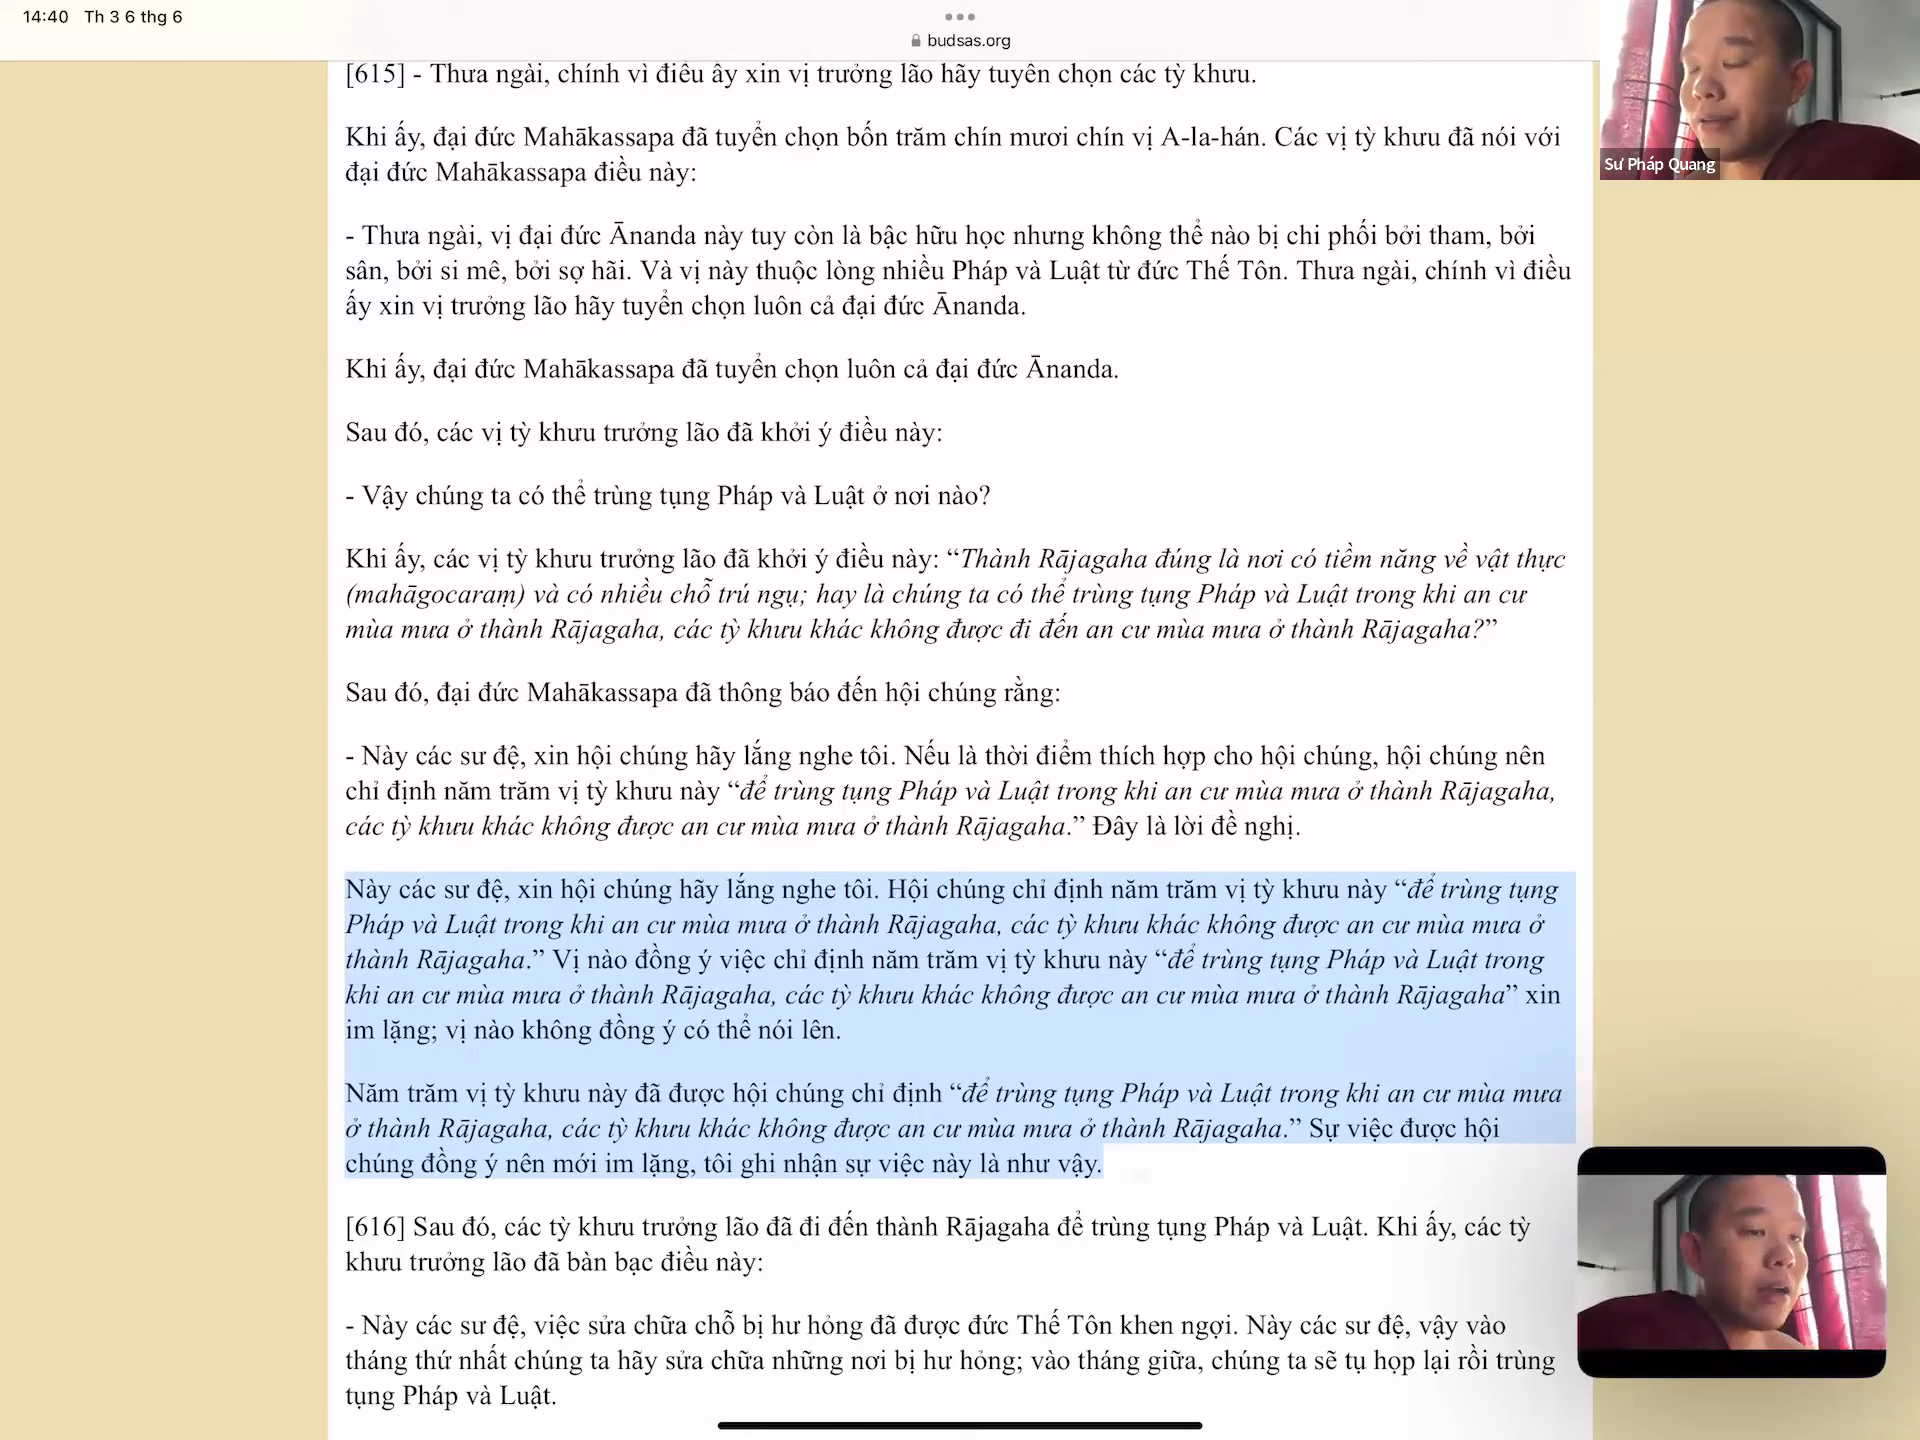 14:40 Th 3 6 thg 6
budsas.org
Sư Pháp Quang
[615] - Thưa ngài, chính vì điều ấy xin vị trưởng lão hãy tuyển chọn các tỳ khưu.
Khi ấy, đại đức Mahākassapa đã tuyển chọn bốn trăm chín mươi chín vị A-la-hán. Các vị tỳ khưu đã nói với
đại đức Mahākassapa điều này:
- Thưa ngài, vị đại đức Ānanda này tuy còn là bậc hữu học nhưng không thể nào bị chi phối bởi tham, bởi
sân, bởi si mê, bởi sợ hãi. Và vị này thuộc lòng nhiều Pháp và Luật từ đức Thế Tôn. Thưa ngài, chính vì điều
ấy xin vị trưởng lão hãy tuyển chọn luôn cả đại đức Ānanda.
Khi ấy, đại đức Mahākassapa đã tuyển chọn luôn cả đại đức Ānanda.
Sau đó, các vị tỳ khưu trưởng lão đã khởi ý điều này:
- Vậy chúng ta có thể trùng tụng Pháp và Luật ở nơi nào?
Khi ấy, các vị tỳ khưu trưởng lão đã khởi ý điều này: “Thành Rājagaha đúng là nơi có tiềm năng về vật thực
(mahāgocaraṃ) và có nhiều chỗ trú ngụ; hay là chúng ta có thể trùng tụng Pháp và Luật trong khi an cư
mùa mưa ở thành Rājagaha, các tỳ khưu khác không được đi đến an cư mùa mưa ở thành Rājagaha?”
Sau đó, đại đức Mahākassapa đã thông báo đến hội chúng rằng:
- Này các sư đệ, xin hội chúng hãy lắng nghe tôi. Nếu là thời điểm thích hợp cho hội chúng, hội chúng nên
chỉ định năm trăm vị tỳ khưu này “để trùng tụng Pháp và Luật trong khi an cư mùa mưa ở thành Rājagaha,
các tỳ khưu khác không được an cư mùa mưa ở thành Rājagaha.” Đây là lời đề nghị.
Này các sư đệ, xin hội chúng hãy lắng nghe tôi. Hội chúng chỉ định năm trăm vị tỳ khưu này “để trùng tụng
Pháp và Luật trong khi an cư mùa mưa ở thành Rājagaha, các tỳ khưu khác không được an cư mùa mưa ở
thành Rājagaha.” Vị nào đồng ý việc chỉ định năm trăm vị tỳ khưu này “để trùng tụng Pháp và Luật trong
khi an cư mùa mưa ở thành Rājagaha, các tỳ khưu khác không được an cư mùa mưa ở thành Rājagaha” xin
im lặng; vị nào không đồng ý có thể nói lên.
Năm trăm vị tỳ khưu này đã được hội chúng chỉ định “để trùng tụng Pháp và Luật trong khi an cư mùa mưa
ở thành Rājagaha, các tỳ khưu khác không được an cư mùa mưa ở thành Rājagaha.” Sự việc được hội
chúng đồng ý nên mới im lặng, tôi ghi nhận sự việc này là như vậy.
[616] Sau đó, các tỳ khưu trưởng lão đã đi đến thành Rājagaha để trùng tụng Pháp và Luật. Khi ấy, các tỳ
khưu trưởng lão đã bàn bạc điều này:
- Này các sư đệ, việc sửa chữa chỗ bị hư hỏng đã được đức Thế Tôn khen ngợi. Này các sư đệ, vậy vào
tháng thứ nhất chúng ta hãy sửa chữa những nơi bị hư hỏng; vào tháng giữa, chúng ta sẽ tụ họp lại rồi trùng
tụng Pháp và Luật.